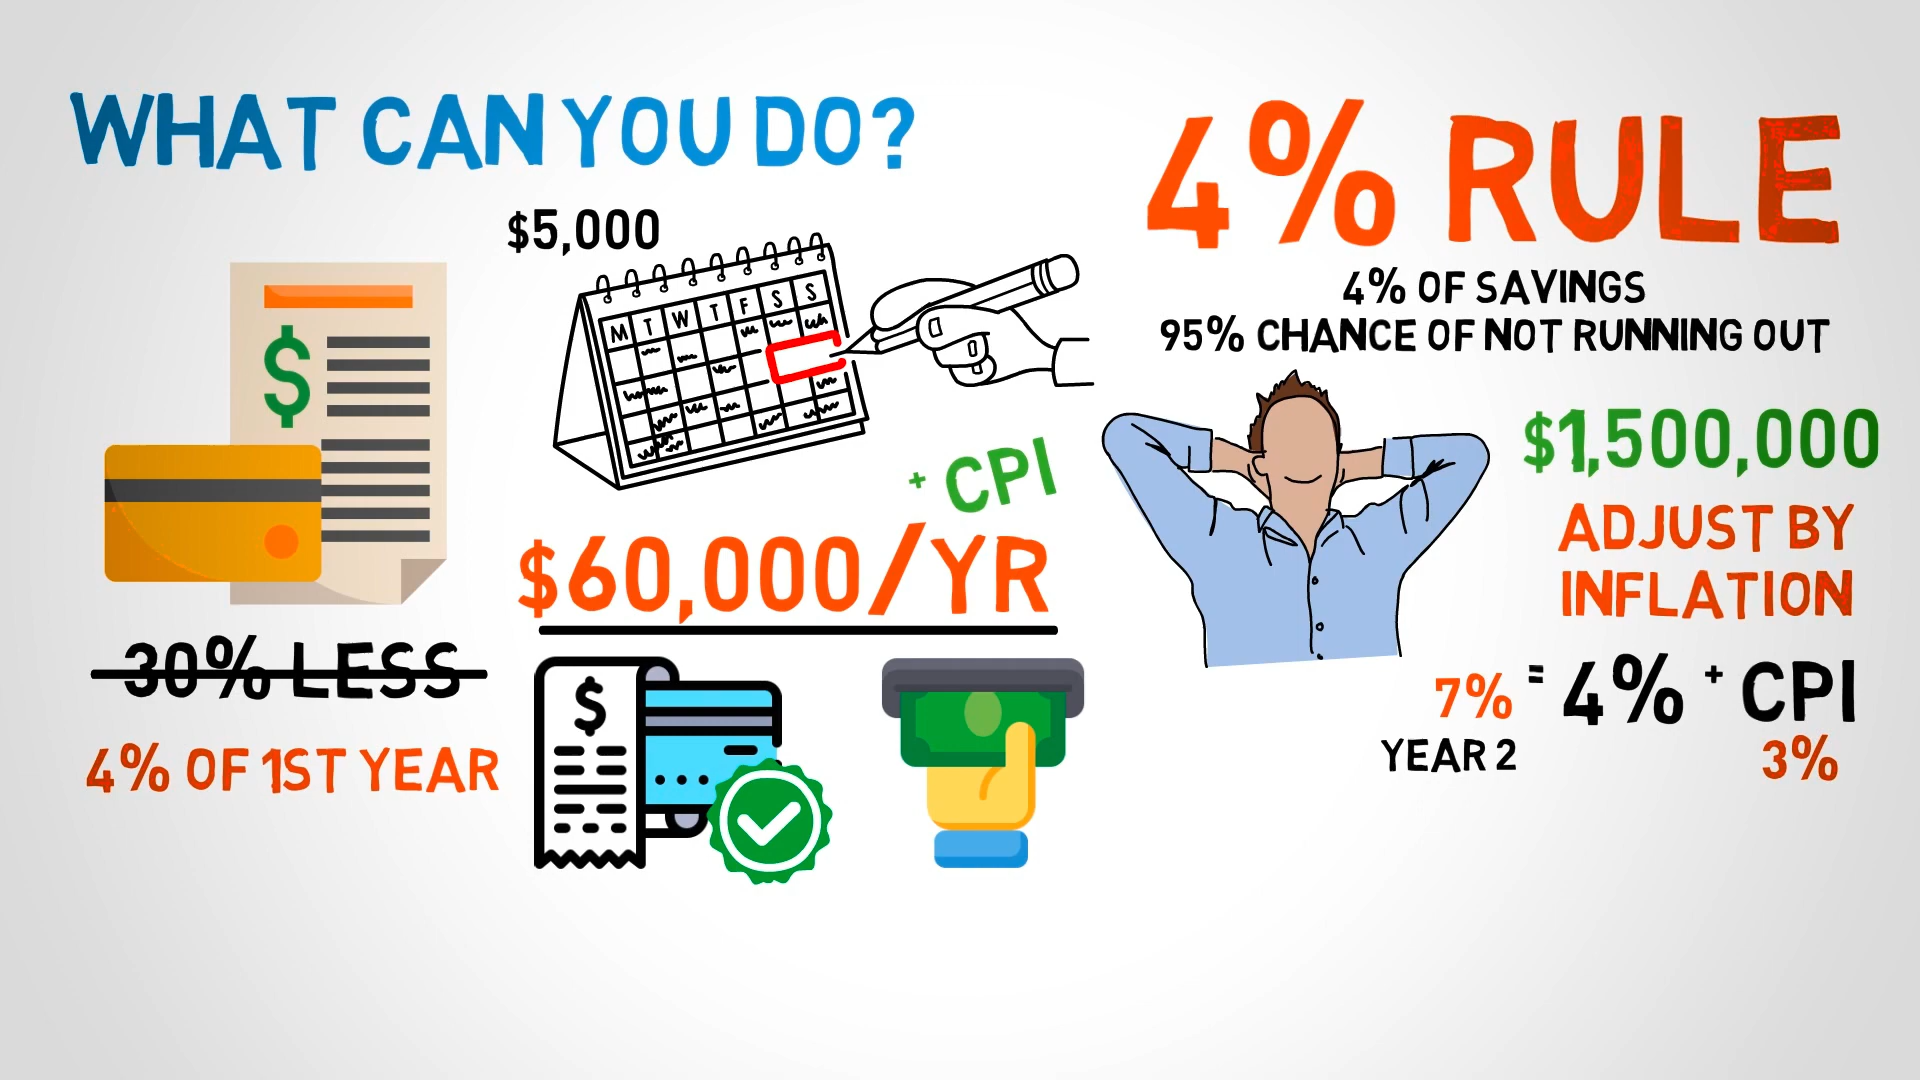 WHAT CAN YOU DO?
$5,000
M T W T F S S
+ CPI
$60,000/YR
$
30% LESS
4% OF 1ST YEAR
$
4% RULE
4% OF SAVINGS
95% CHANCE OF NOT RUNNING OUT
$1,500,000
ADJUST BY
INFLATION
7% = 4% + CPI
YEAR 2
3%